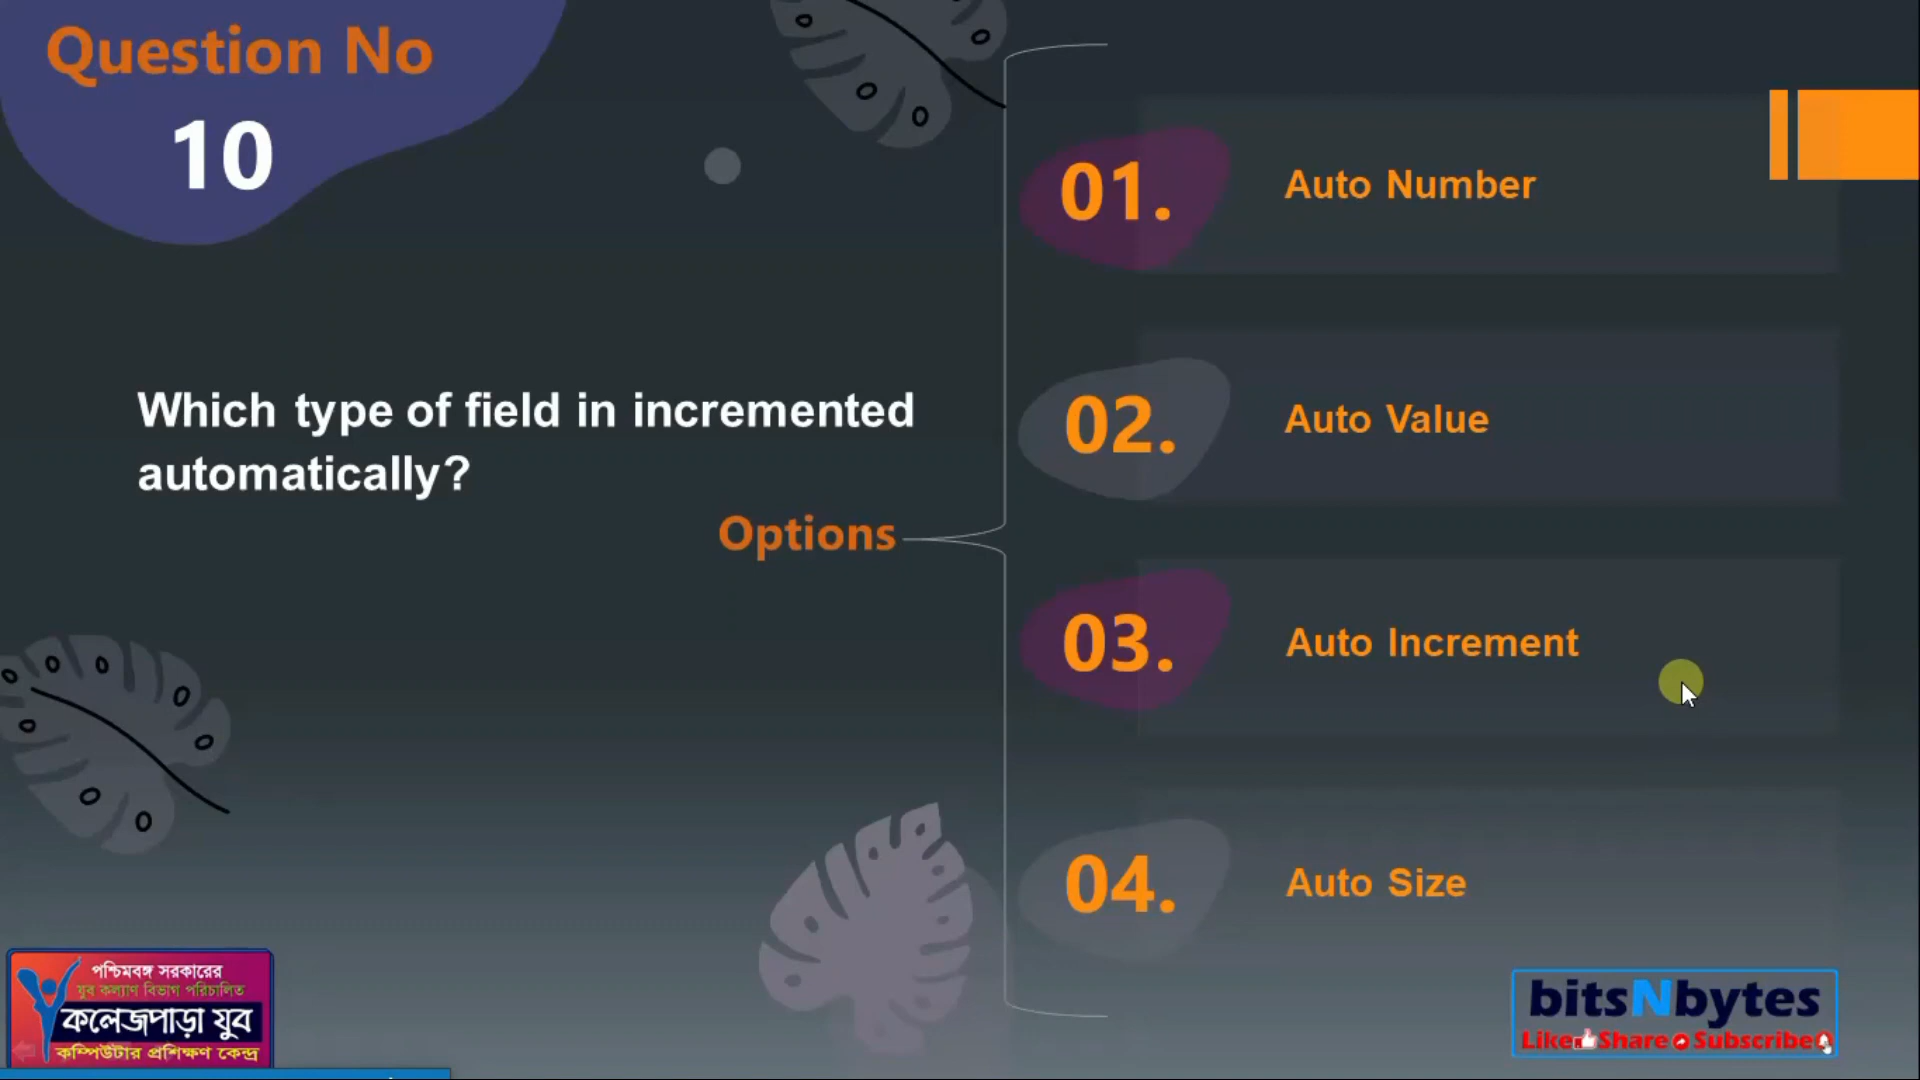 Question No
10
Which type of field in incremented
automatically?
Options
01.
Auto Number
02.
Auto Value
03.
Auto Increment
04.
Auto Size
পশ্চিমবঙ্গ সরকারের
যুব কল্যাণ বিভাগ পরিচালিত
কলেজপাড়া যুব
কম্পিউটার প্রশিক্ষণ কেন্দ্র
bitsNbytes
Like Share Subscribe